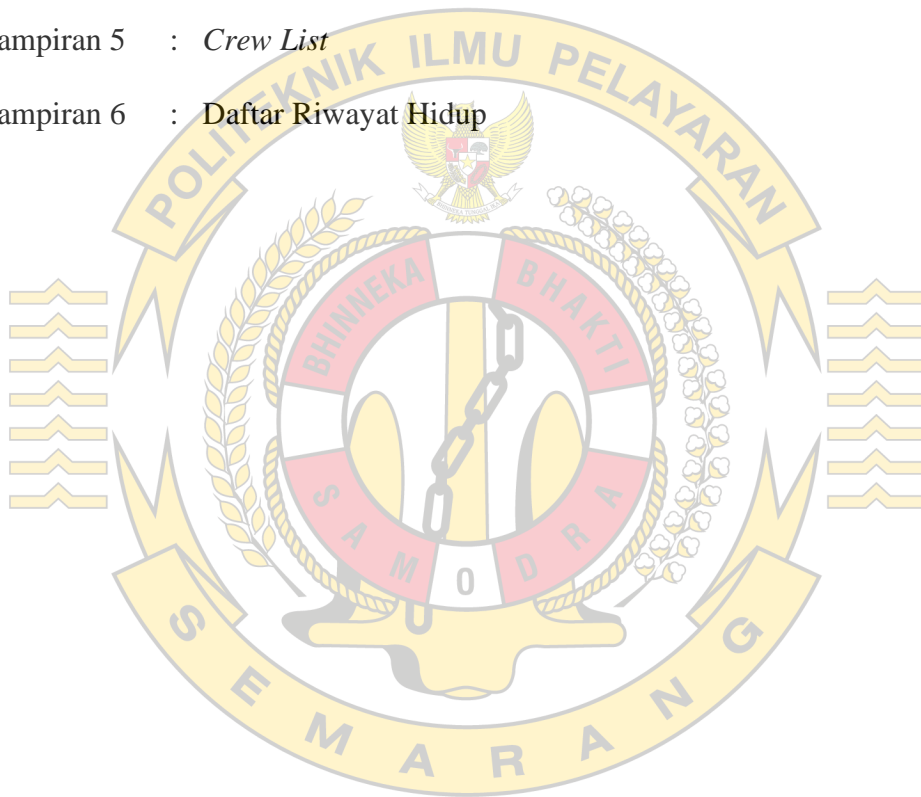 ampiran 5 : Crew List
ampiran 6 : Daftar Riwayat Hidup
POLITEKNIK ILMU PELAYARAN
BHINNEKA BHAKTI
SAMODRA
SEMARANG